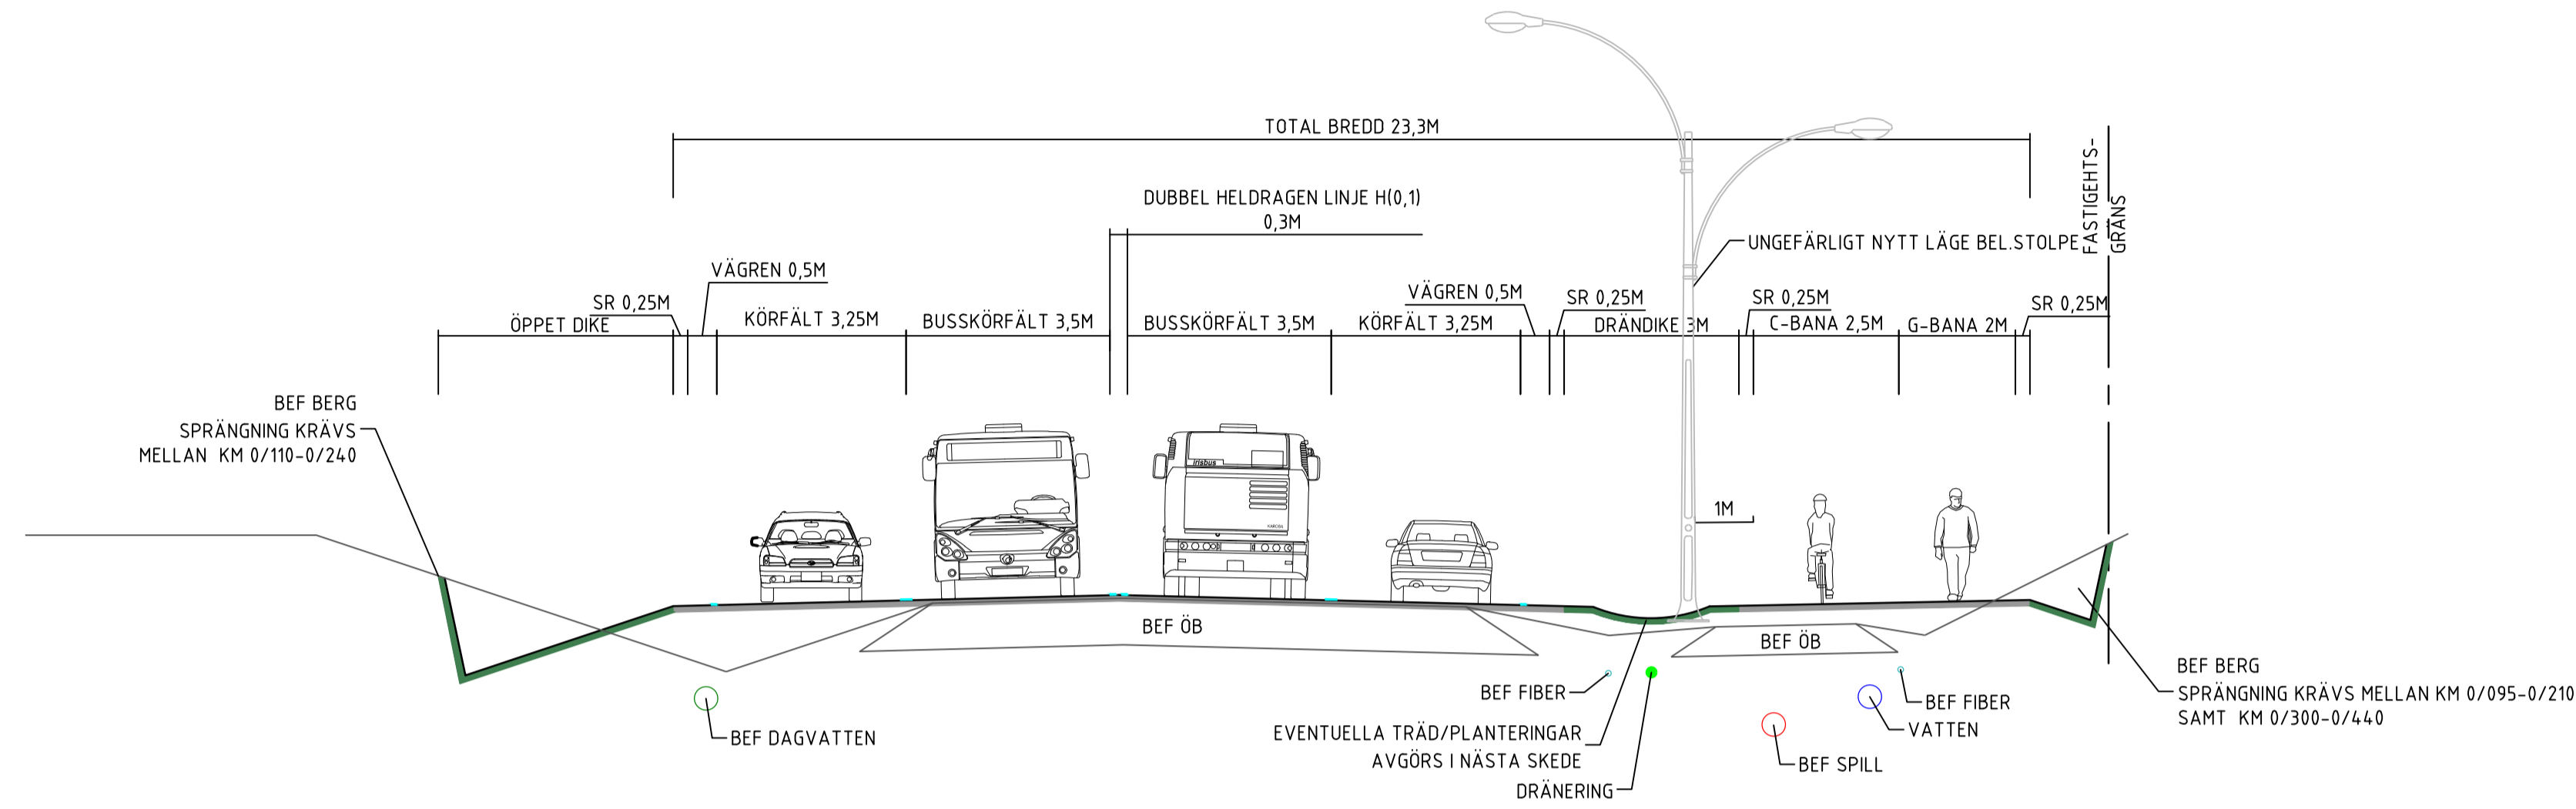 TOTAL BREDD 23,3M
DUBBEL HELDRAGEN LINJE H(0,1)
0,3M
FASTIGEHTS-
GRÄNS
UNGEFÄRLIGT NYTT LÄGE BEL.STOLPE
VÄGREN 0,5M
SR 0,25M
ÖPPET DIKE
KÖRFÄLT 3,25M
BUSSKÖRFÄLT 3,5M
BUSSKÖRFÄLT 3,5M
KÖRFÄLT 3,25M
VÄGREN 0,5M
SR 0,25M
DRÄNDIKE 3M
SR 0,25M
C-BANA 2,5M
G-BANA 2M
SR 0,25M
BEF BERG
SPRÄNGNING KRÄVS
MELLAN KM 0/110-0/240
irisbus
1M
BEF ÖB
BEF ÖB
BEF DAGVATTEN
BEF FIBER
EVENTUELLA TRÄD/PLANTERINGAR
AVGÖRS I NÄSTA SKEDE
DRÄNERING
BEF FIBER
VATTEN
BEF SPILL
BEF BERG
SPRÄNGNING KRÄVS MELLAN KM 0/095-0/210
SAMT KM 0/300-0/440